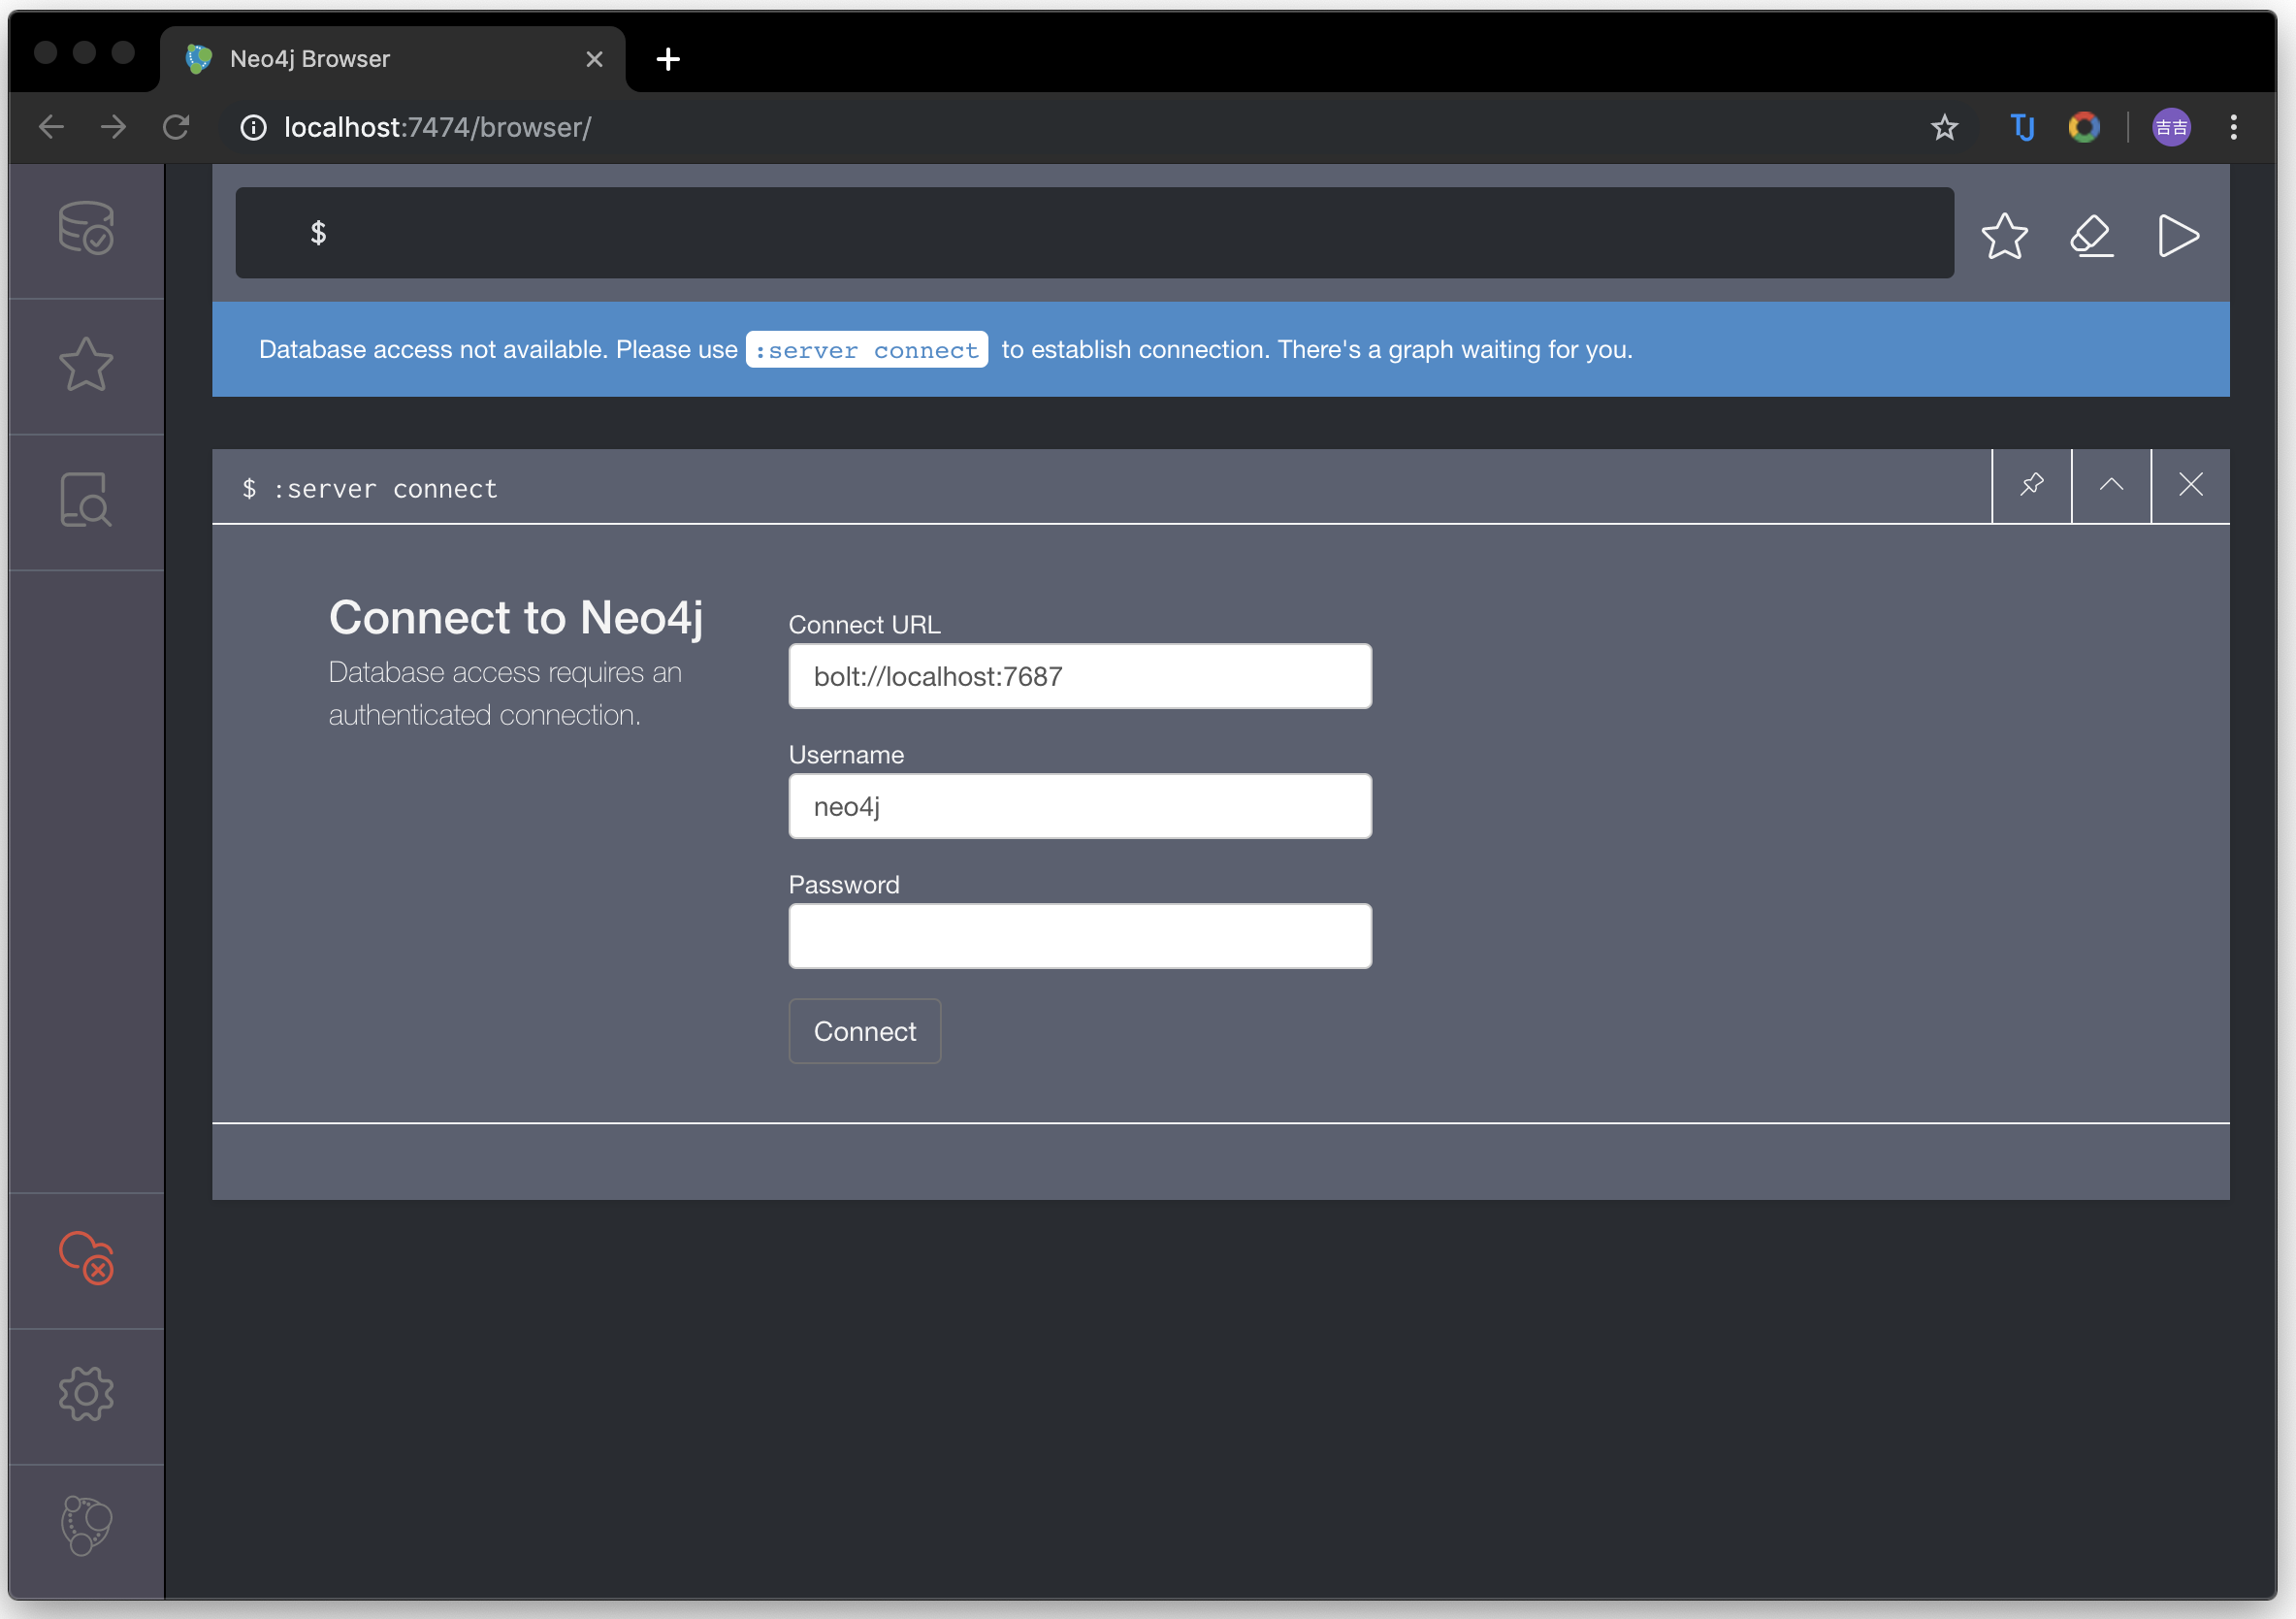 Neo4j Browser
localhost:7474/browser/
吉吉
$
Database access not available. Please use :server connect to establish connection. There's a graph waiting for you.
$ :server connect
Connect to Neo4j
Database access requires an
authenticated connection.
Connect URL
bolt://localhost:7687
Username
neo4j
Password
Connect